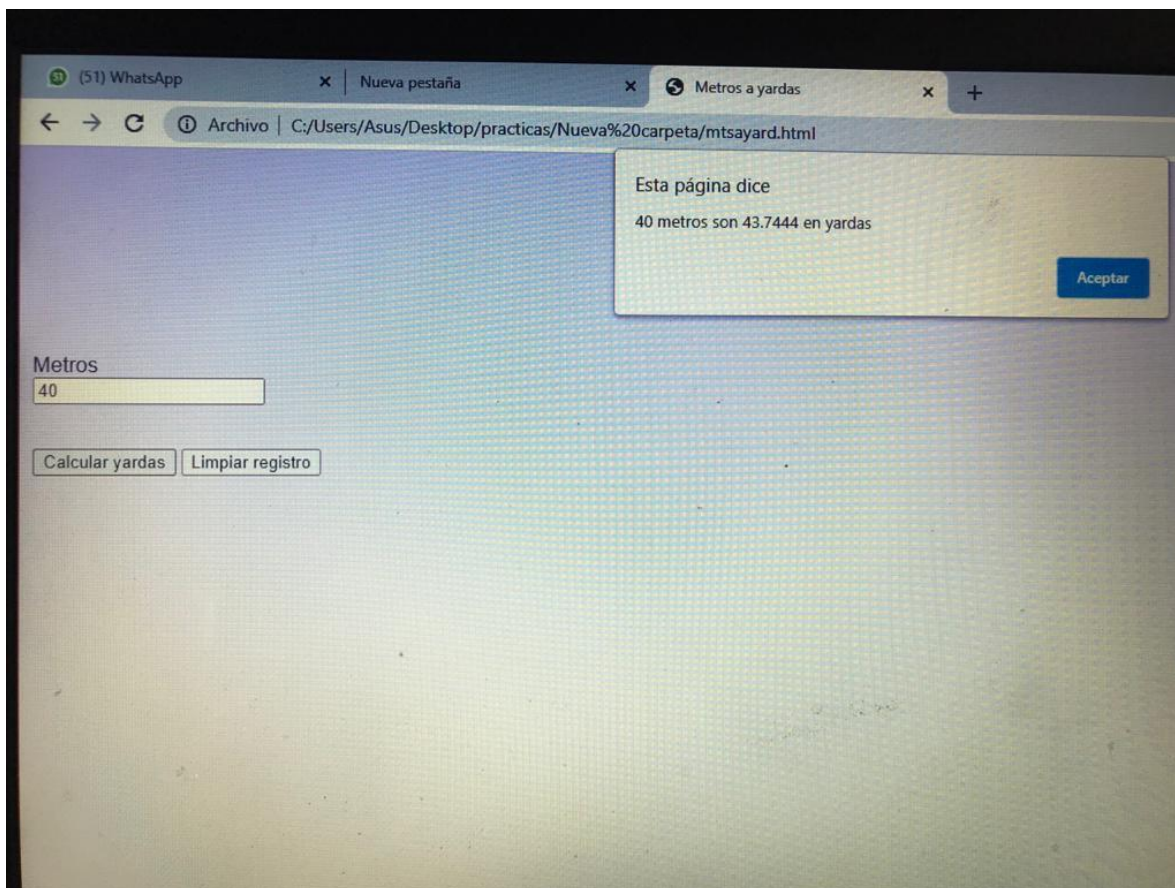 51 (51) WhatsApp × Nueva pestaña × Metros a yardas × +
Archivo | C:/Users/Asus/Desktop/practicas/Nueva%20carpeta/mtsayard.html
Esta página dice
40 metros son 43.7444 en yardas
Aceptar
Metros
40
Calcular yardas Limpiar registro